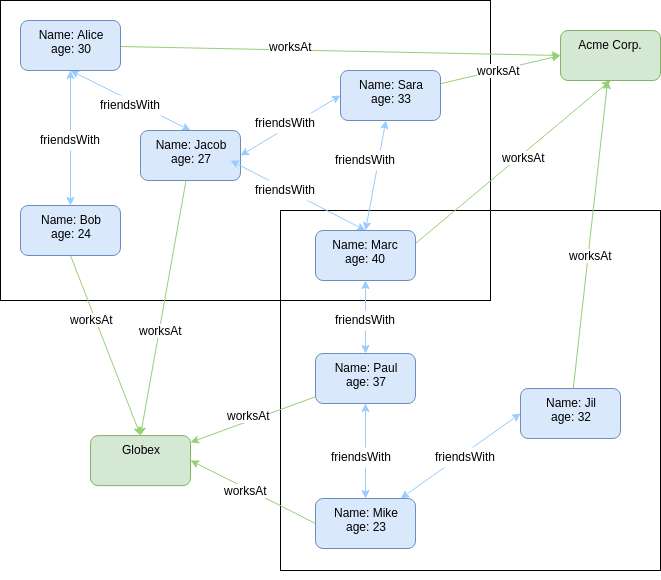 Name: Alice
age: 30
worksAt
Acme Corp.
worksAt
Name: Sara
age: 33
friendsWith
friendsWith
friendsWith
Name: Jacob
age: 27
friendsWith
worksAt
friendsWith
Name: Bob
age: 24
Name: Marc
age: 40
worksAt
worksAt
worksAt
friendsWith
Name: Paul
age: 37
Name: Jil
age: 32
worksAt
Globex
friendsWith
friendsWith
worksAt
Name: Mike
age: 23